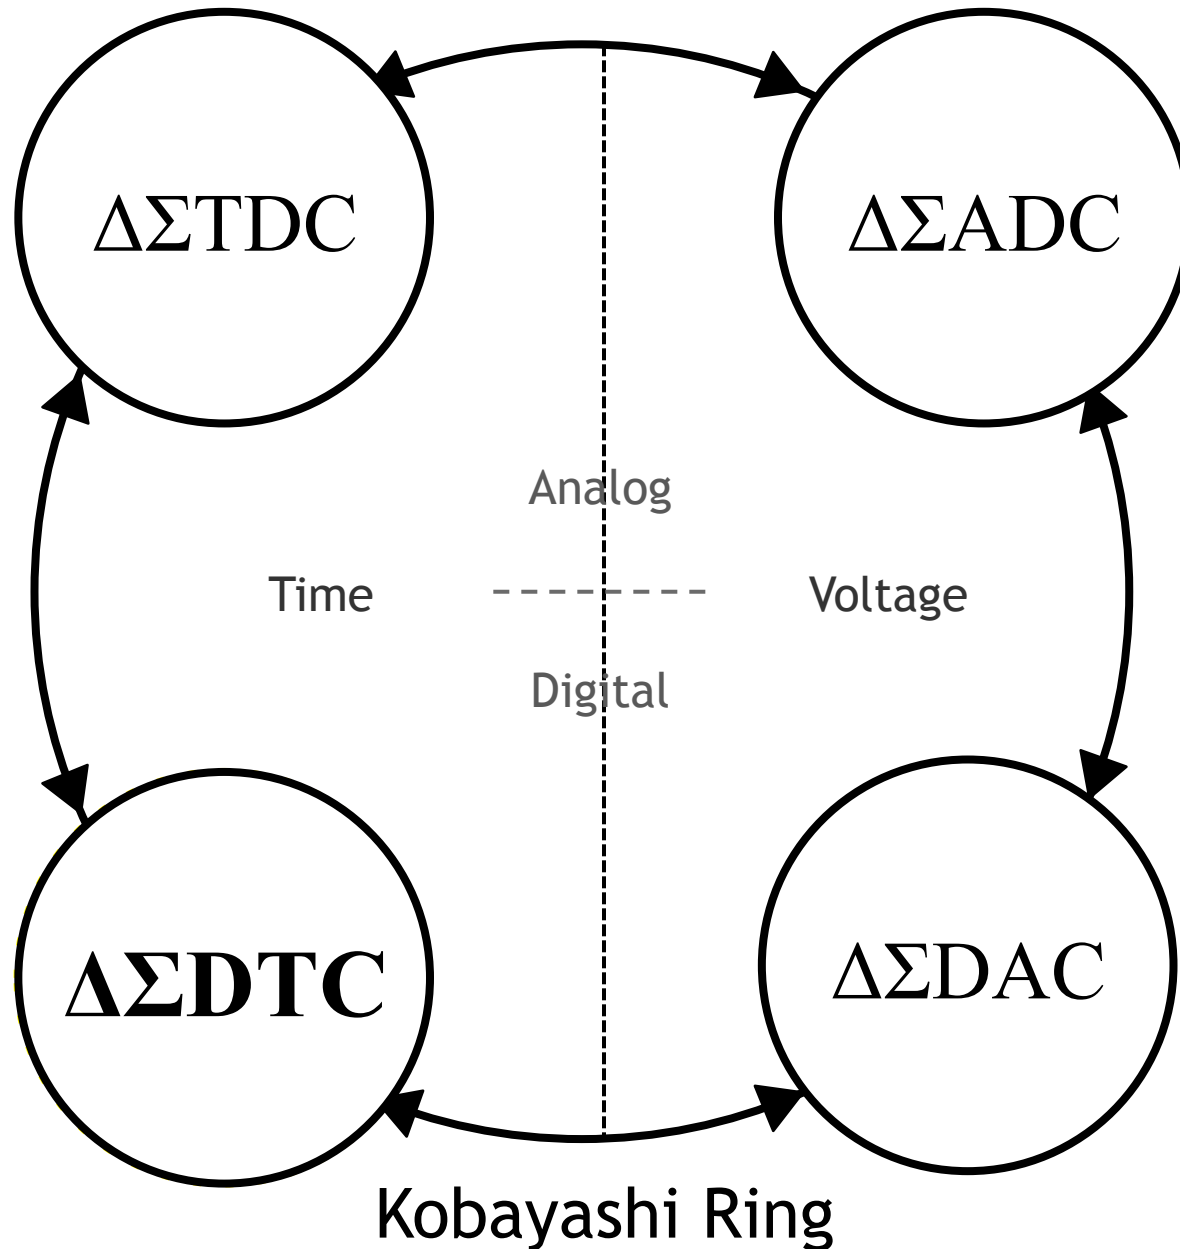 ΔΣTDC
ΔΣADC
Analog
Time
Voltage
Digital
ΔΣDTC
ΔΣDAC
Kobayashi Ring